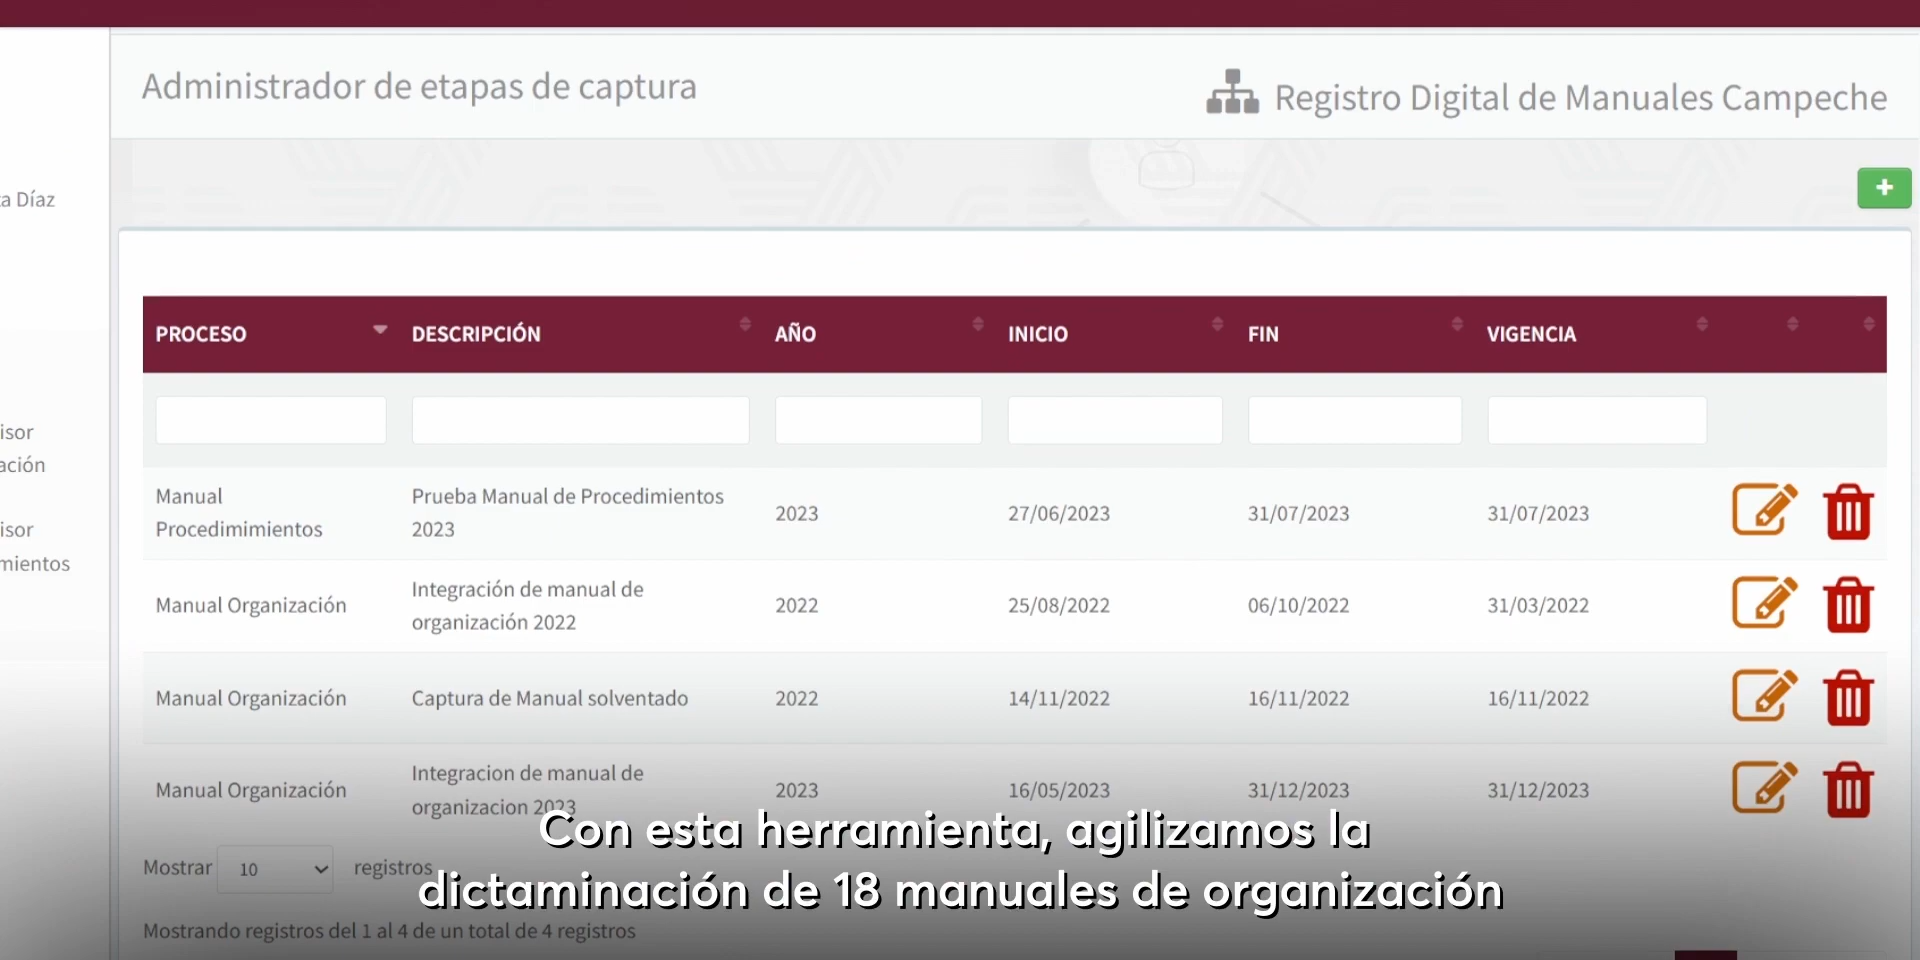 Administrador de etapas de captura
Registro Digital de Manuales Campeche
a Díaz
isor
ación
isor
mientos
+
PROCESO DESCRIPCIÓN AÑO INICIO FIN VIGENCIA
Manual
Procedimimientos
Prueba Manual de Procedimientos
2023
2023 27/06/2023 31/07/2023 31/07/2023
Manual Organización
Integración de manual de
organización 2022
2022 25/08/2022 06/10/2022 31/03/2022
Manual Organización Captura de Manual solventado 2022 14/11/2022 16/11/2022 16/11/2022
Manual Organización
Integracion de manual de
organizacion 2023
2023 16/05/2023 31/12/2023 31/12/2023
Mostrar 10 registros
Mostrando registros del 1 al 4 de un total de 4 registros
Con esta herramienta, agilizamos la
dictaminación de 18 manuales de organización